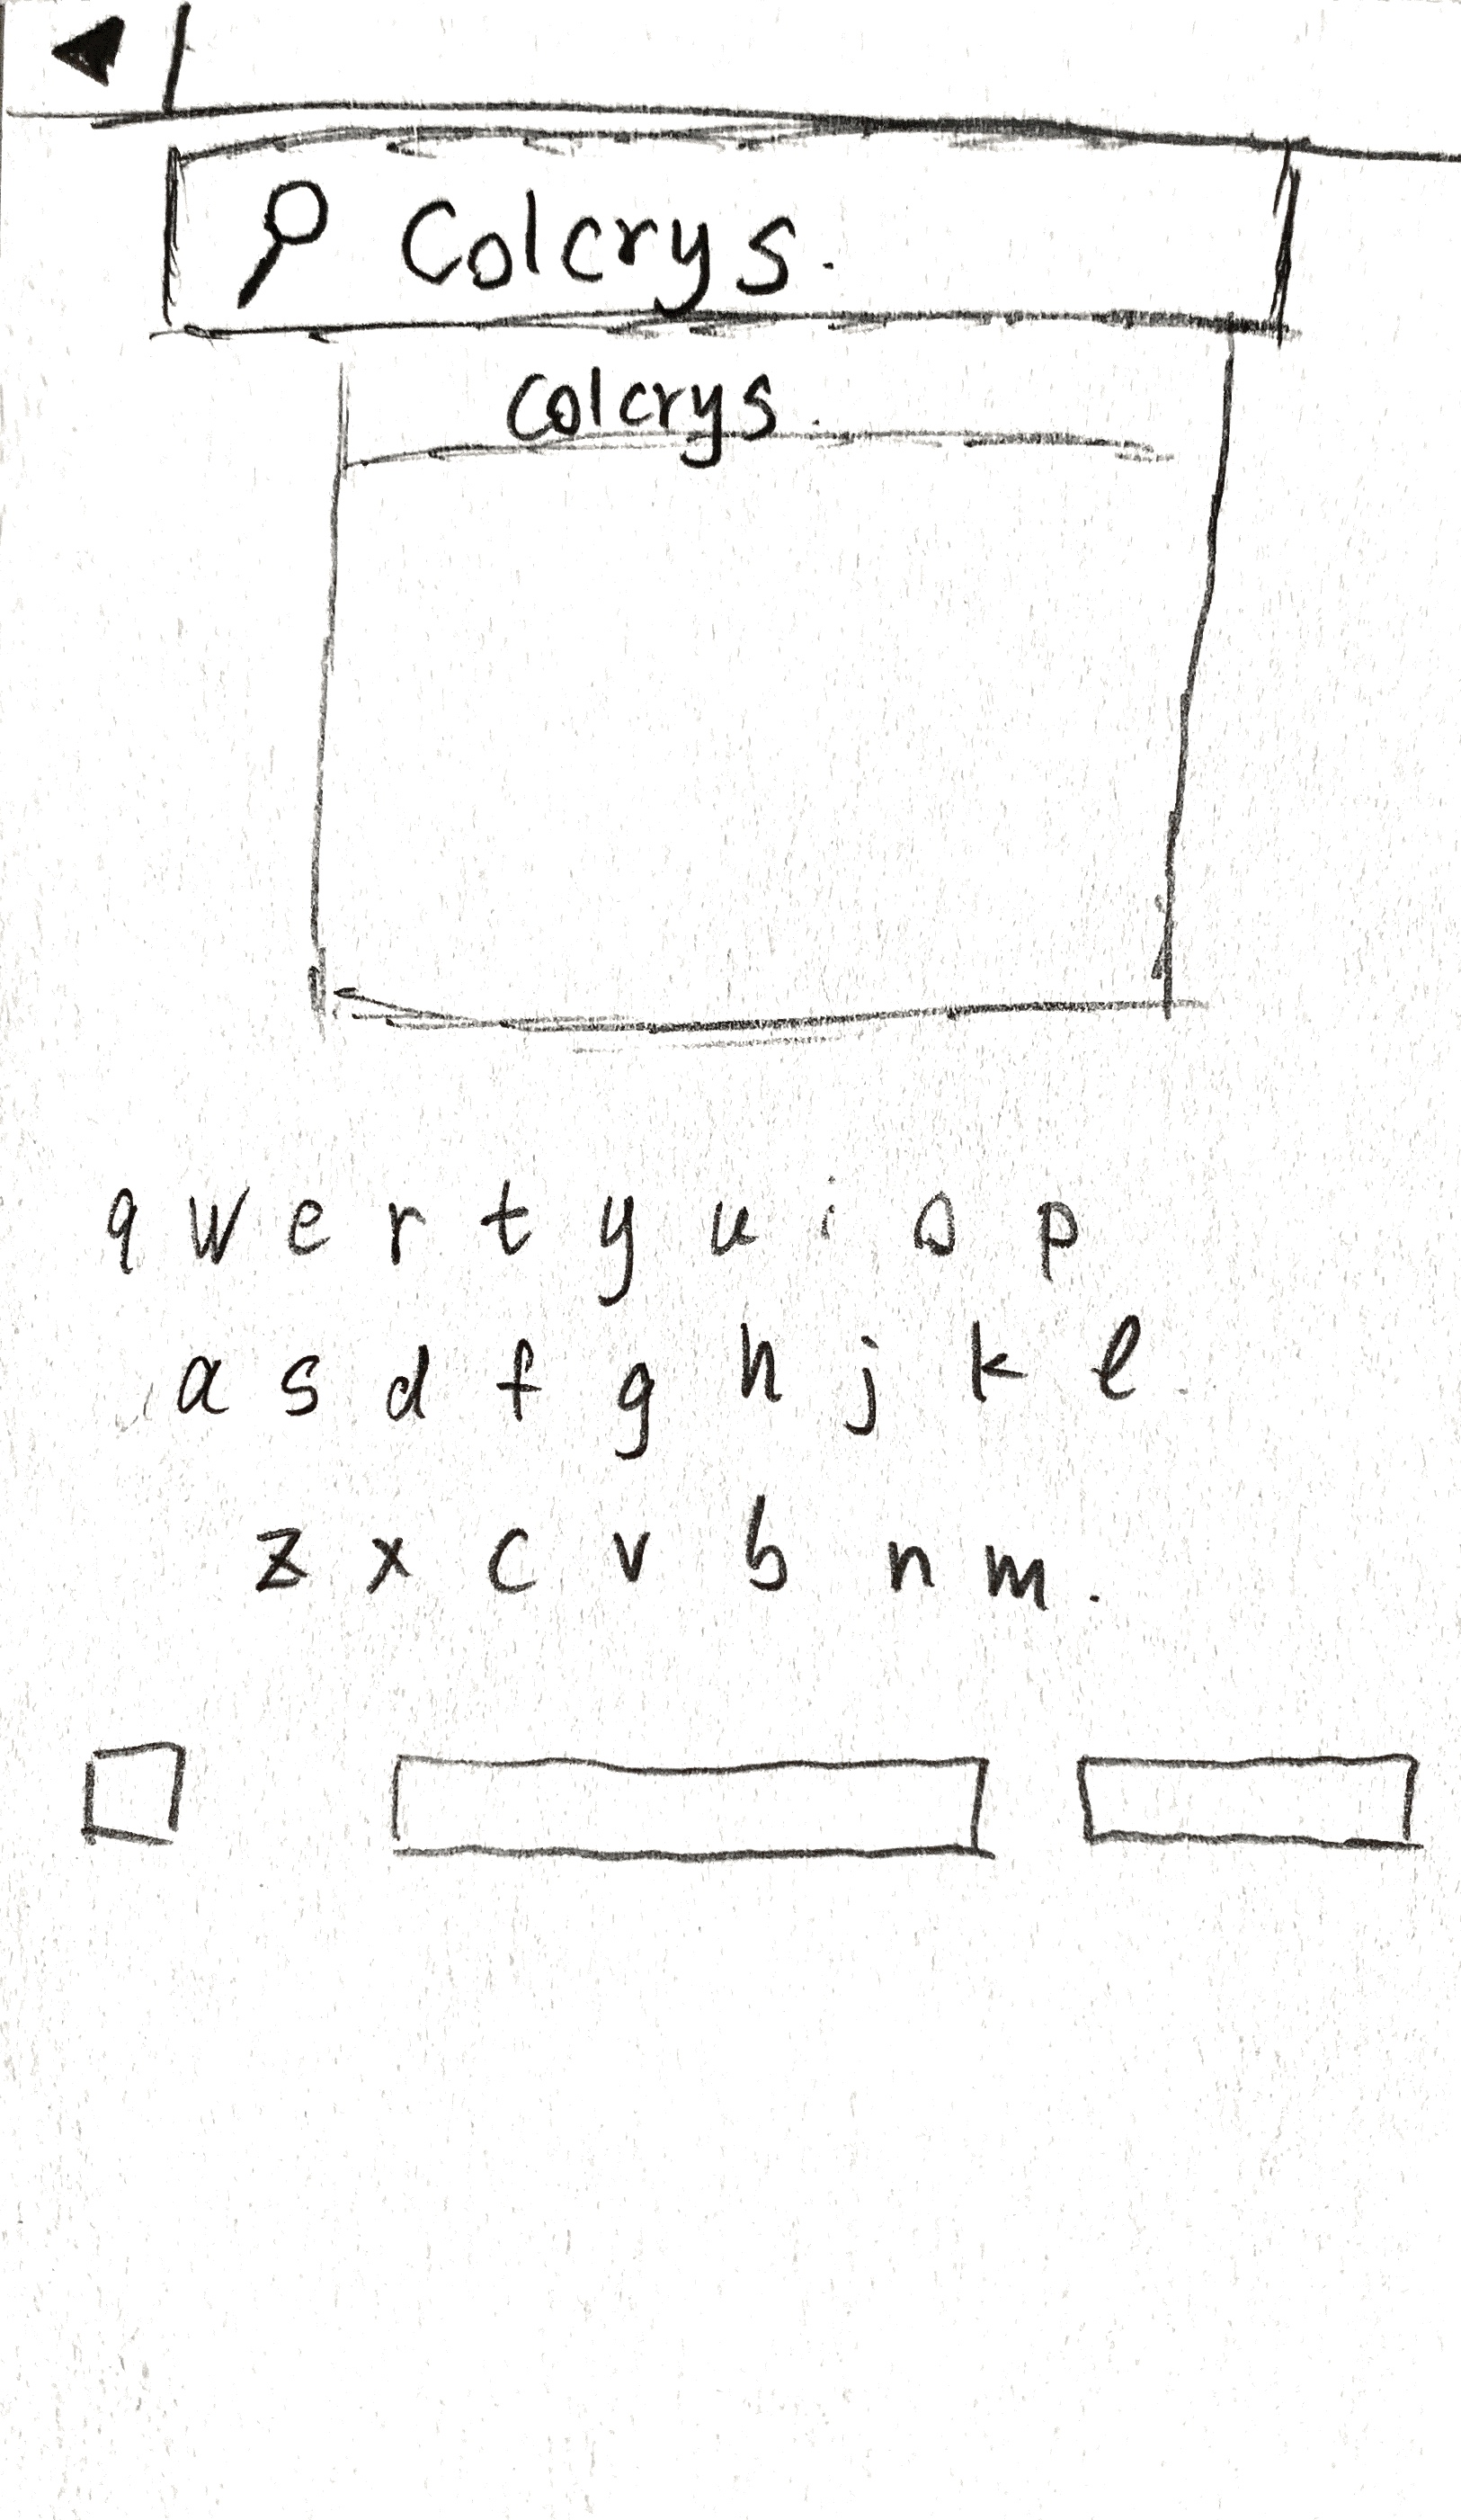 Colcrys.
Colcrys.
q w e r t y u i o p
a s d f g h j k l
z x c v b n m .